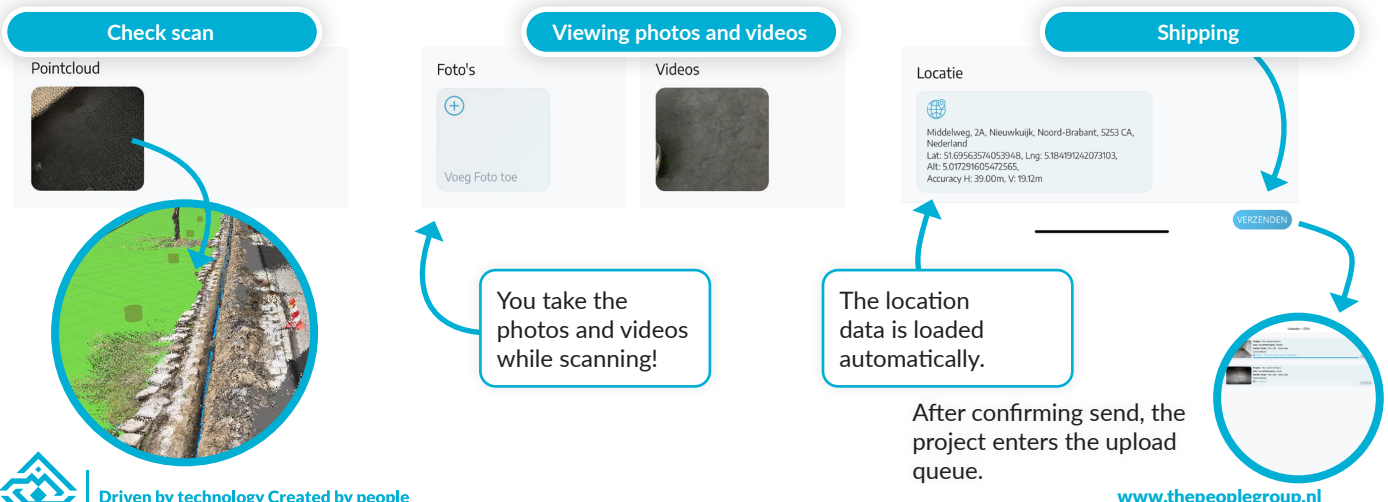 Check scan
Pointcloud
Viewing photos and videos
Foto's
Voeg Foto toe
Videos
You take the
photos and videos
while scanning!
Shipping
Locatie
Middelweg, 2A, Nieuwkuijk, Noord-Brabant, 5253 CA,
Nederland
Lat: 51.69563574053948, Lng: 5.184191242073103,
Alt: 5.017291605472565,
Accuracy H: 39.00m, V: 19.12m
VERZENDEN
The location
data is loaded
automatically.
After confirming send, the
project enters the upload
queue.
Driven by technology Created by people
www.thepeoplegroup.nl